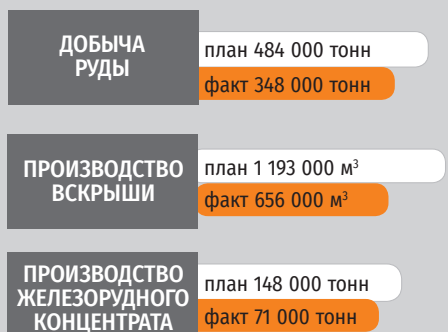 ДОБЫЧА
РУДЫ
план 484 000 тонн
факт 348 000 тонн
ПРОИЗВОДСТВО
ВСКРЫШИ
план 1 193 000 м³
факт 656 000 м³
ПРОИЗВОДСТВО
ЖЕЛЕЗОРУДНОГО
КОНЦЕНТРАТА
план 148 000 тонн
факт 71 000 тонн